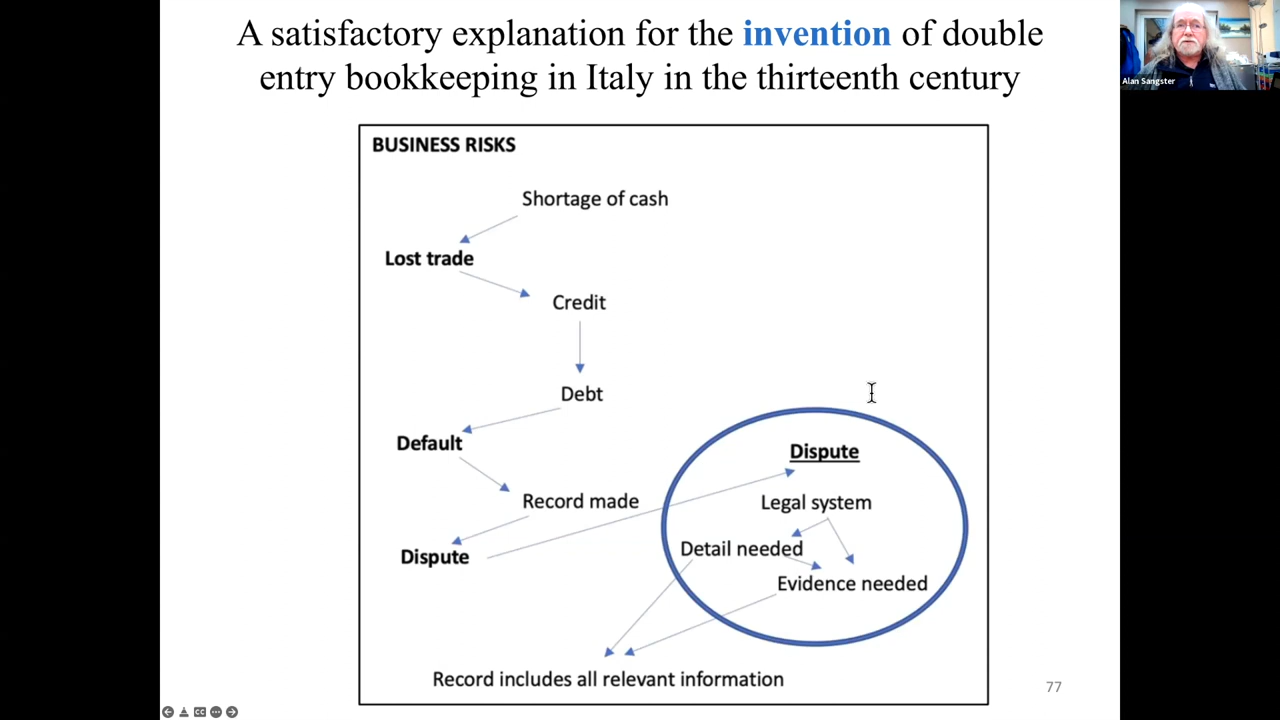 A satisfactory explanation for the invention of double
entry bookkeeping in Italy in the thirteenth century
Alan Sangster
BUSINESS RISKS
Shortage of cash
Lost trade
Credit
Debt
Default
Record made
Dispute
Dispute
Legal system
Detail needed
Evidence needed
Record includes all relevant information
77
CC